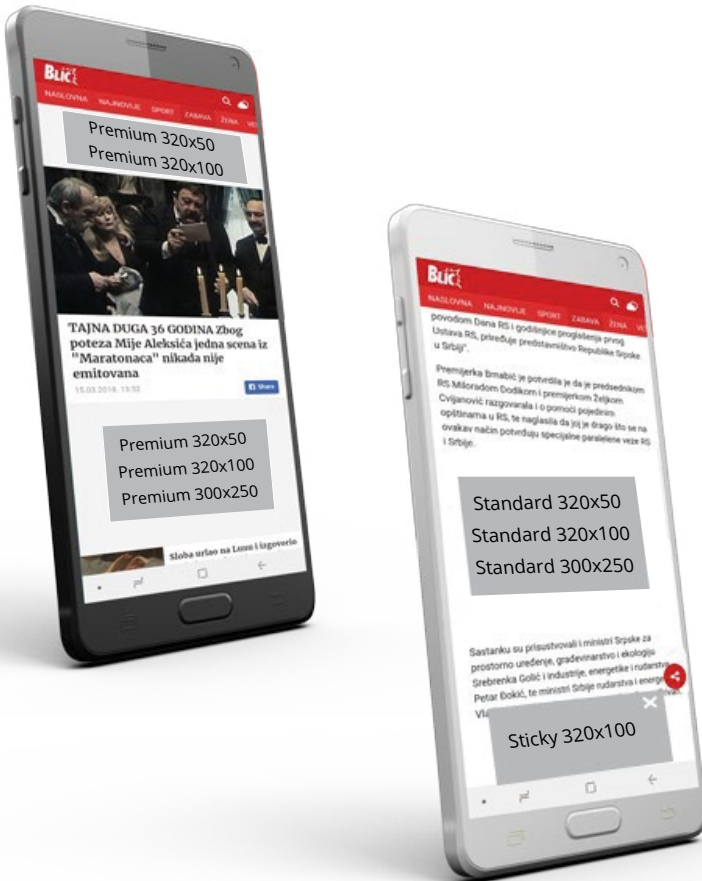 BLIC
NASLOVNA NAJNOVIJE SPORT ZABAVA ŽENA
Premium 320x50
Premium 320x100
TAJNA DUGA 36 GODINA Zbog
poteza Mije Aleksića jedna scena iz
"Maratonaca" nikada nije
emitovana
15.03.2018. 13:52
Share
Premium 320x50
Premium 320x100
Premium 300x250
Sloba urlao na Lunu i izgovorio
BLIC
NASLOVNA NAJNOVIJE SPORT ZABAVA ŽENA
povodom Dana RS i godišnjice proglašenja prvog
Ustava RS, priređuje predstavništvo Republike Srpske
u Srbiji".
Premijerka Brnabić je potvrdila je da je predsednikom
RS Miloradom Dodikom i premijerkom Željkom
Cvijanović razgovarala i o pomoći pojedinim
opštinama u RS, te naglasila da joj je drago što se na
ovakav način potvrđuju specijalne paralelene veze RS
i Srbije.
Standard 320x50
Standard 320x100
Standard 300x250
Sastanku su prisustvovali i ministri Srpske za
prostorno uređenje, građevinarstvo i ekologiju
Srebrenka Golić i industrije, energetike i rudarstva
Petar Đokić, te ministri Srbije rudarstva i
Sticky 320x100